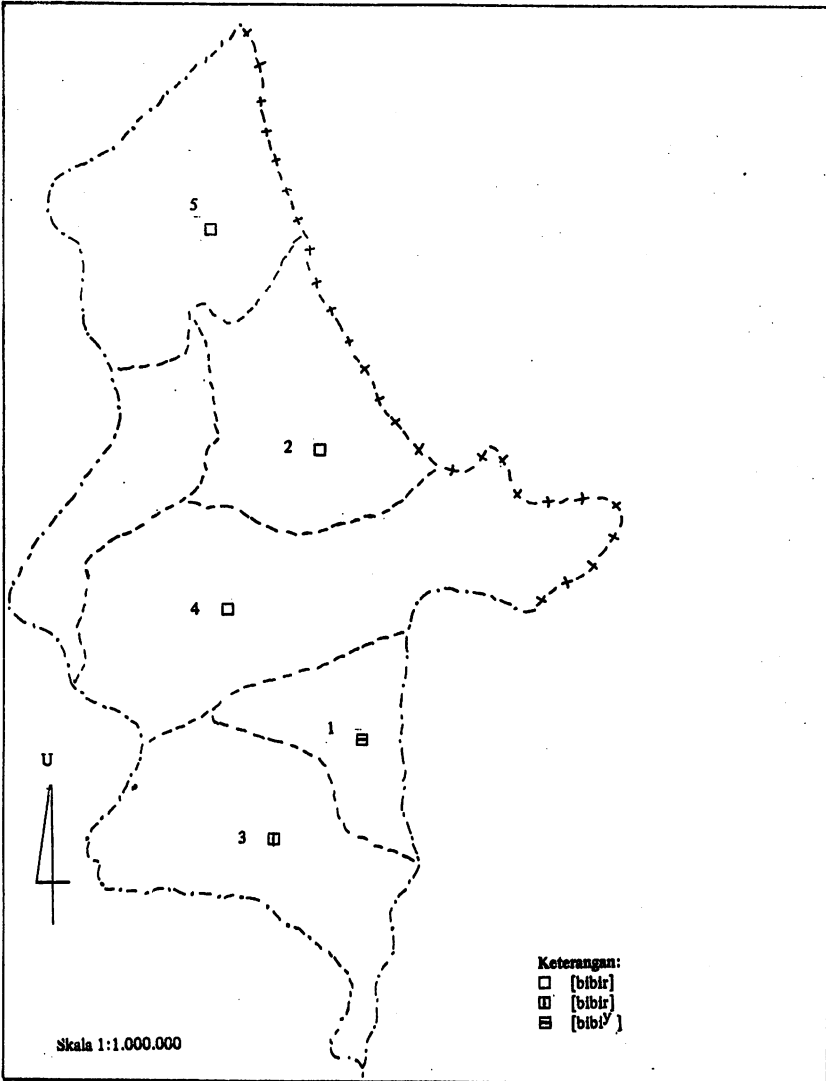 5
2
4
1
U
3
Keterangan:
[bibir]
[bibir]
[bibiʸ]
Skala 1:1.000.000